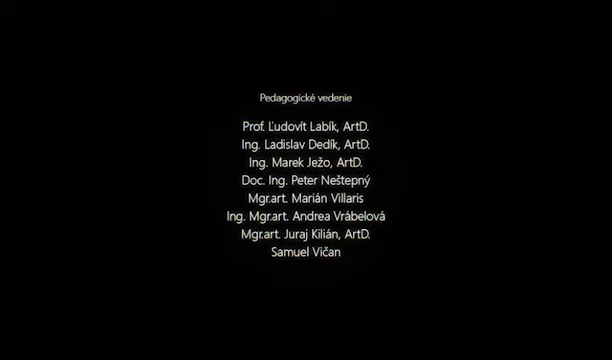 Pedagogické vedenie
Prof. Ľudovít Labík, ArtD.
Ing. Ladislav Dedík, ArtD.
Ing. Marek Ježo, ArtD.
Doc. Ing. Peter Neštepný
Mgr.art. Marián Villaris
Ing. Mgr.art. Andrea Vrábelová
Mgr.art. Juraj Kilián, ArtD.
Samuel Vičan